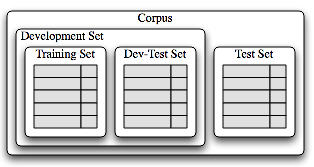 Corpus
Development Set
Training Set
Dev-Test Set
Test Set